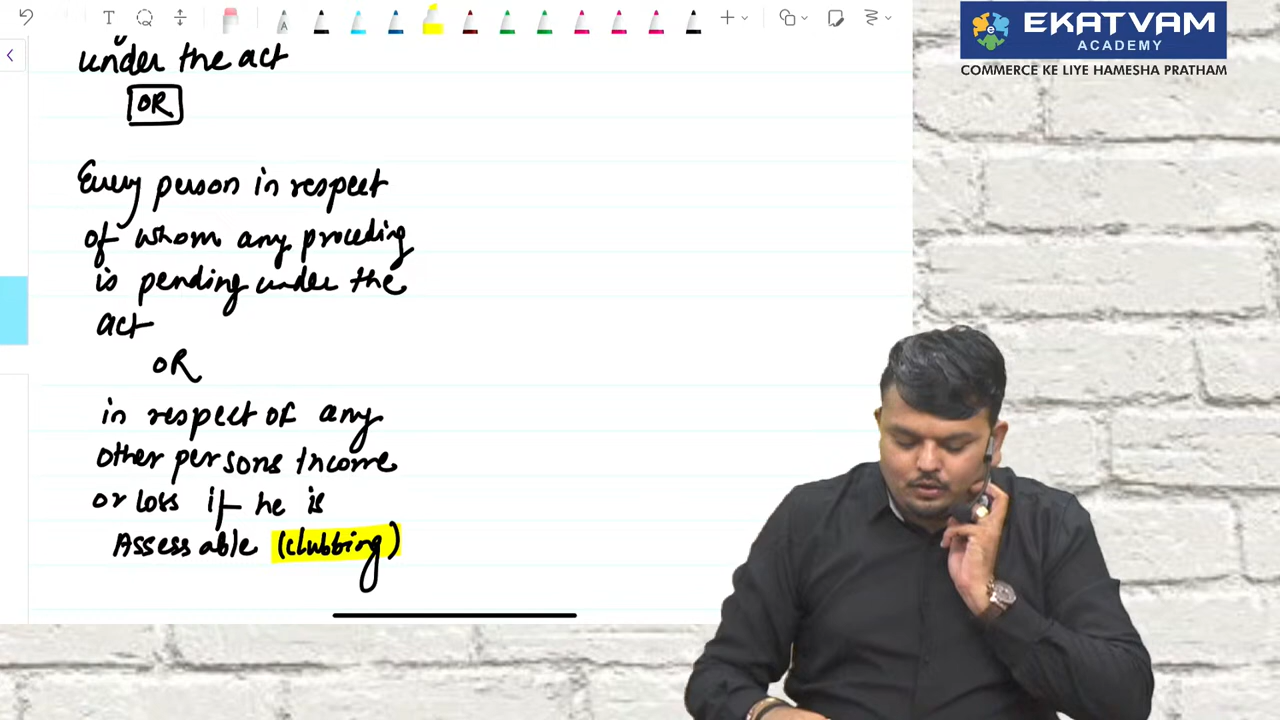 EKATVAM
ACADEMY
COMMERCE KE LIYE HAMESHA PRATHAM
under the act
OR
Every person in respect
of whom any proceding
is pending under the
act
OR
in respect of any
other persons Income
or loss if he is
Assessable (clubbing)